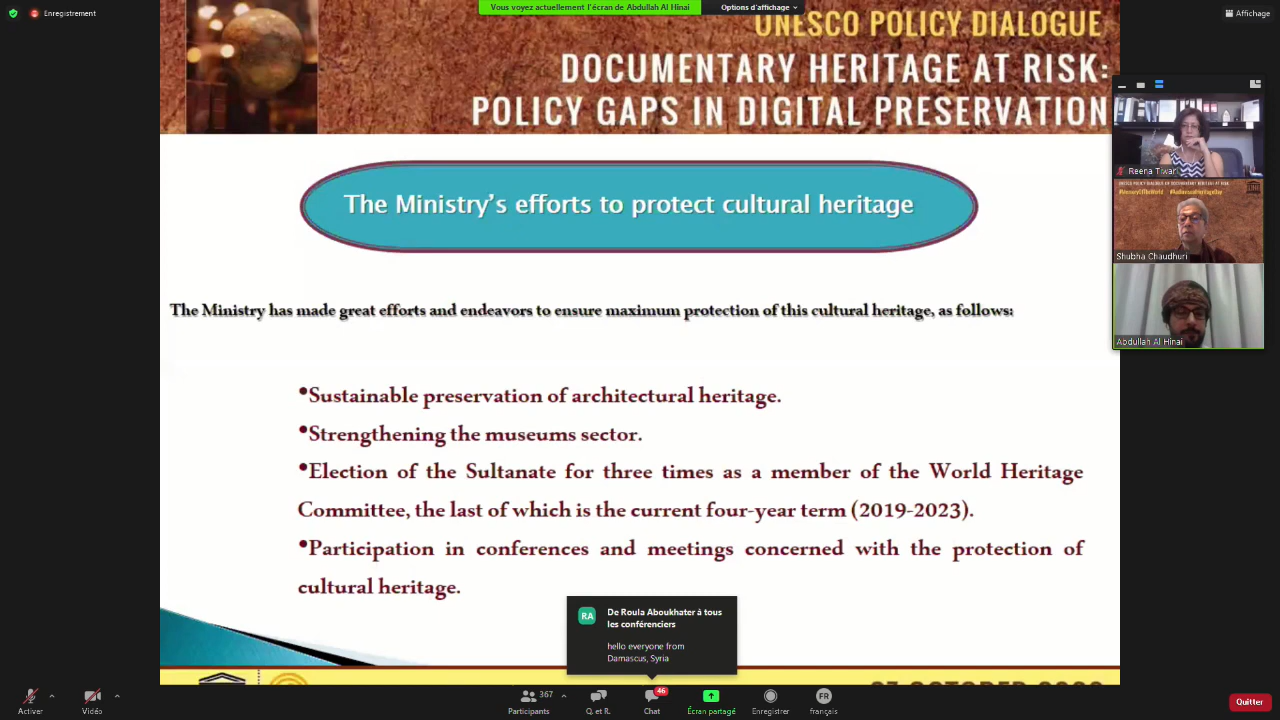 Enregistrement
Vous voyez actuellement l'écran de Abdullah Al Hinai
Options d'affichage
Affichage
UNESCO POLICY DIALOGUE
DOCUMENTARY HERITAGE AT RISK:
POLICY GAPS IN DIGITAL PRESERVATION
The Ministry's efforts to protect cultural heritage
The Ministry has made great efforts and endeavors to ensure maximum protection of this cultural heritage, as follows:
•Sustainable preservation of architectural heritage.
•Strengthening the museums sector.
•Election of the Sultanate for three times as a member of the World Heritage
Committee, the last of which is the current four-year term (2019-2023).
•Participation in conferences and meetings concerned with the protection of
cultural heritage.
Reena Tiwari
Shubha Chaudhuri
Abdullah Al Hinai
RA
De Roula Aboukhater à tous
les conférenciers
hello everyone from
Damascus, Syria
Activer
Vidéo
367
Participants
Q. et R.
46
Chat
Écran partagé
Enregistrer
FR
français
Quitter